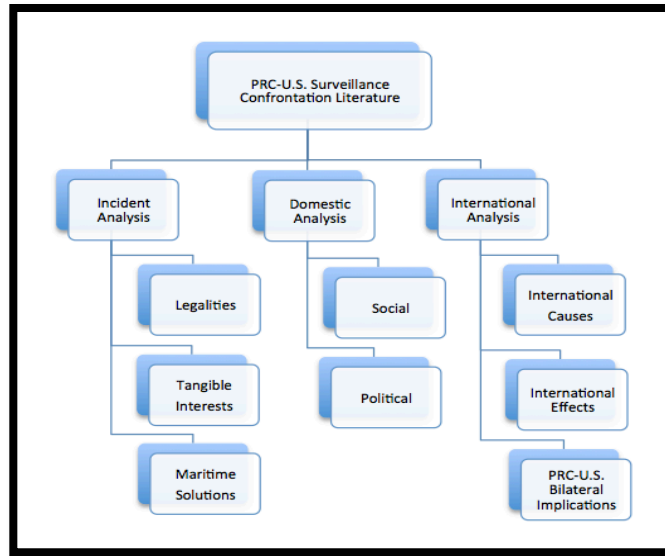 PRC-U.S. Surveillance
Confrontation Literature
Incident
Analysis
Legalities
Tangible
Interests
Maritime
Solutions
Domestic
Analysis
Social
Political
International
Analysis
International
Causes
International
Effects
PRC-U.S.
Bilateral
Implications